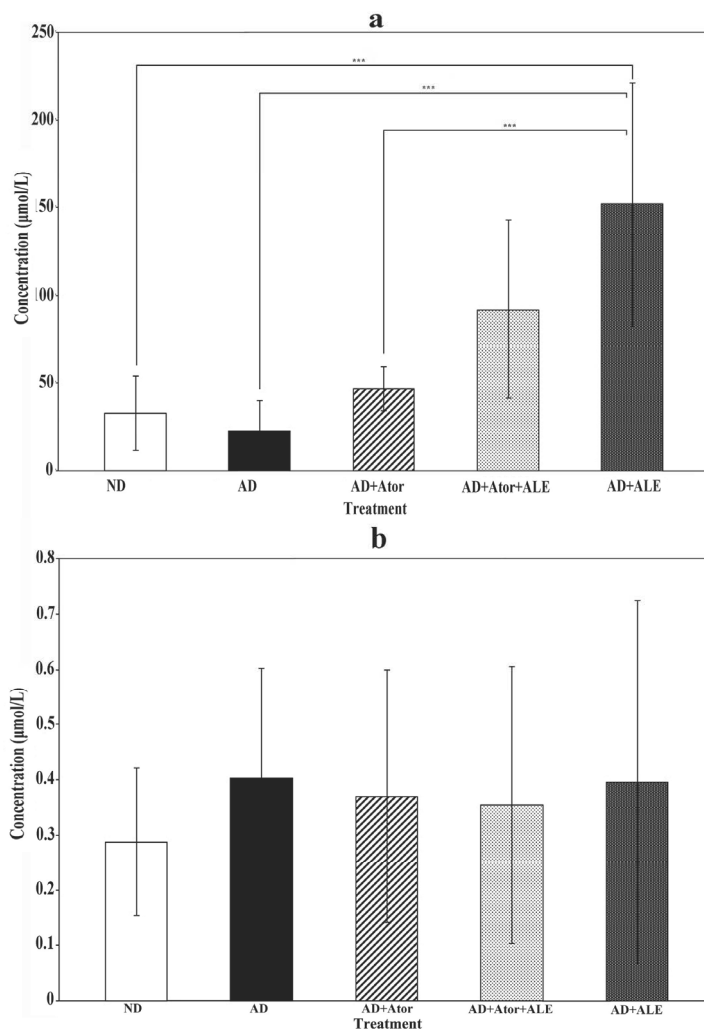 a
250
200
150
100
50
0
Concentration (µmol/L)
***
***
***
ND AD AD+Ator AD+Ator+ALE AD+ALE
Treatment
b
0.8
0.7
0.6
0.5
0.4
0.3
0.2
0.1
0
Concentration (µmol/L)
ND AD AD+Ator AD+Ator+ALE AD+ALE
Treatment